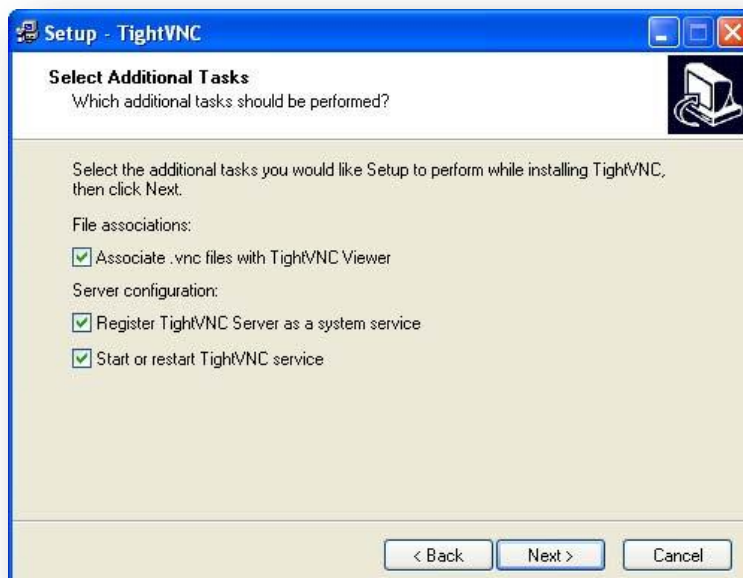 Setup - TightVNC
Select Additional Tasks
Which additional tasks should be performed?
Select the additional tasks you would like Setup to perform while installing TightVNC,
then click Next.
File associations:
Associate .vnc files with TightVNC Viewer
Server configuration:
Register TightVNC Server as a system service
Start or restart TightVNC service
< Back
Next >
Cancel